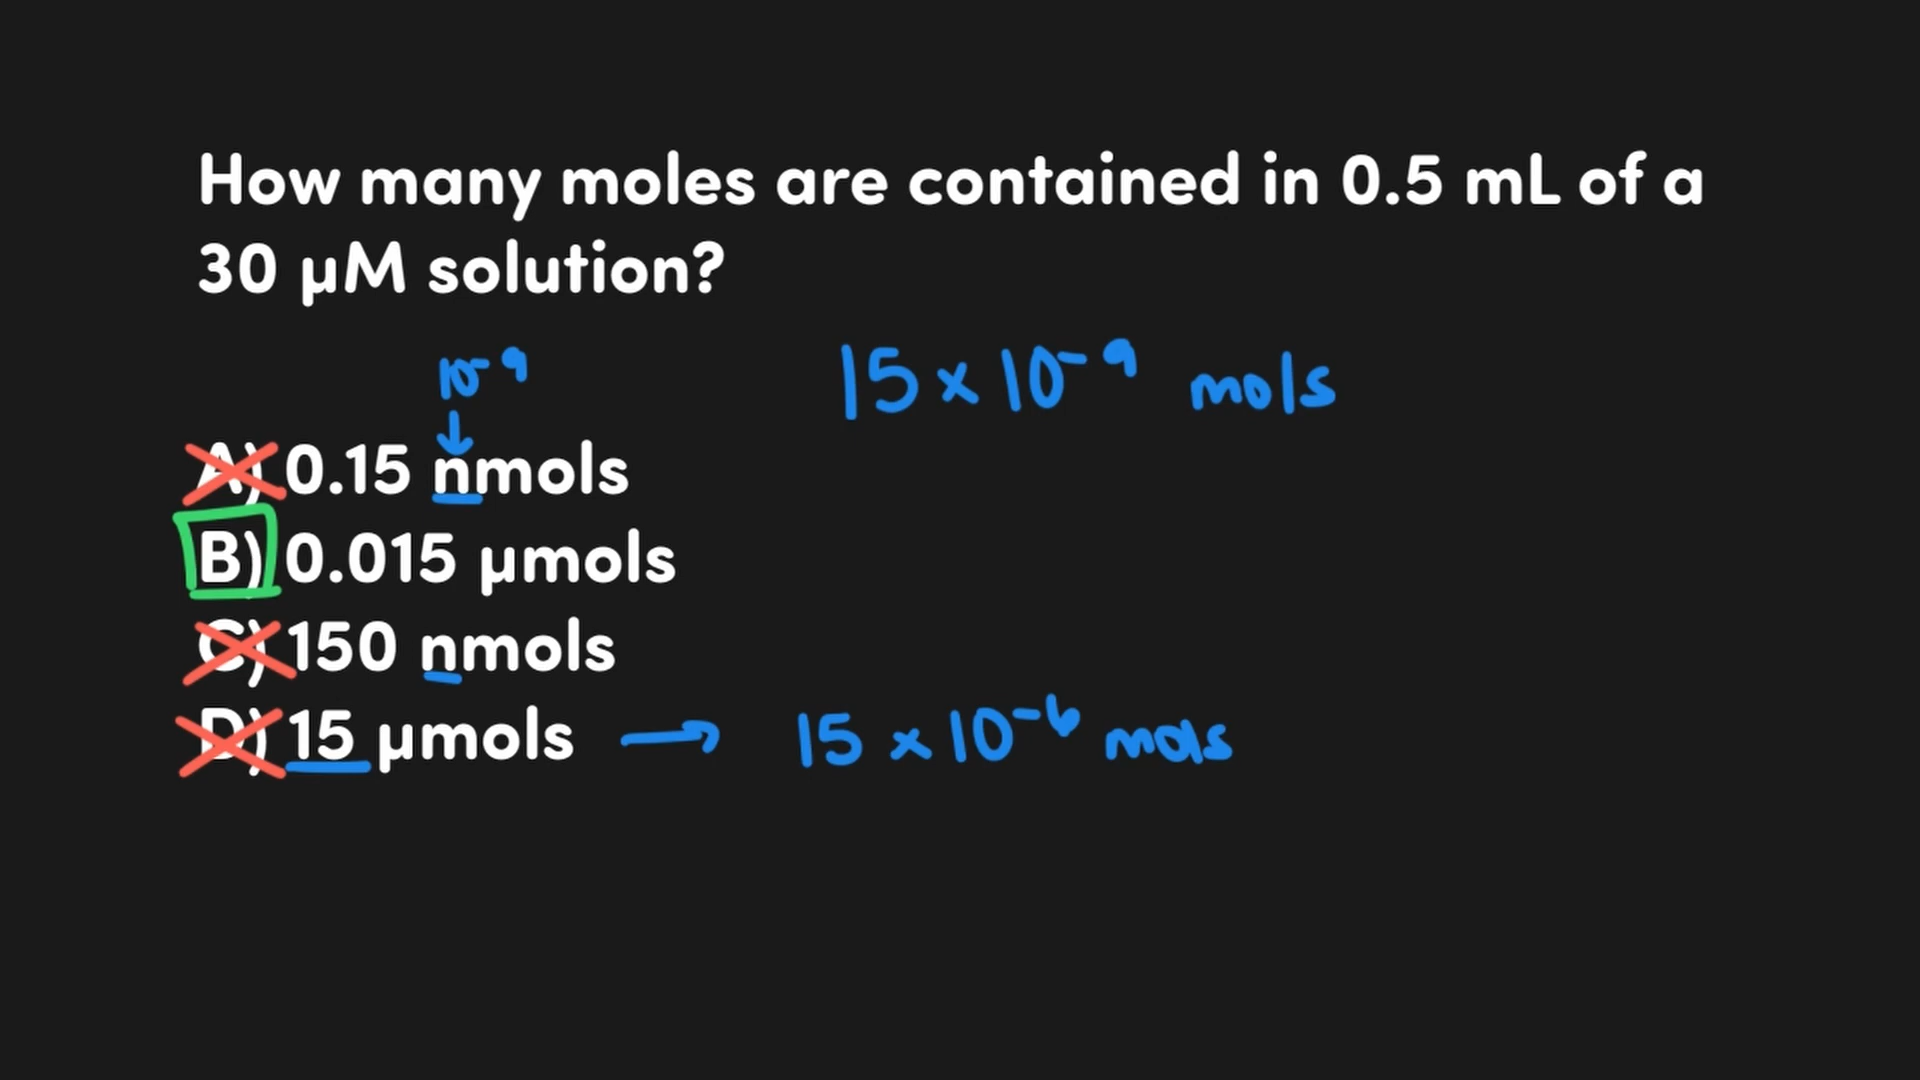 How many moles are contained in 0.5 mL of a
30 μM solution?
10⁻⁹
15 × 10⁻⁹ mols
↓
A) 0.15 nmols
B) 0.015 μmols
C) 150 nmols
D) 15 μmols → 15 × 10⁻⁶ mols